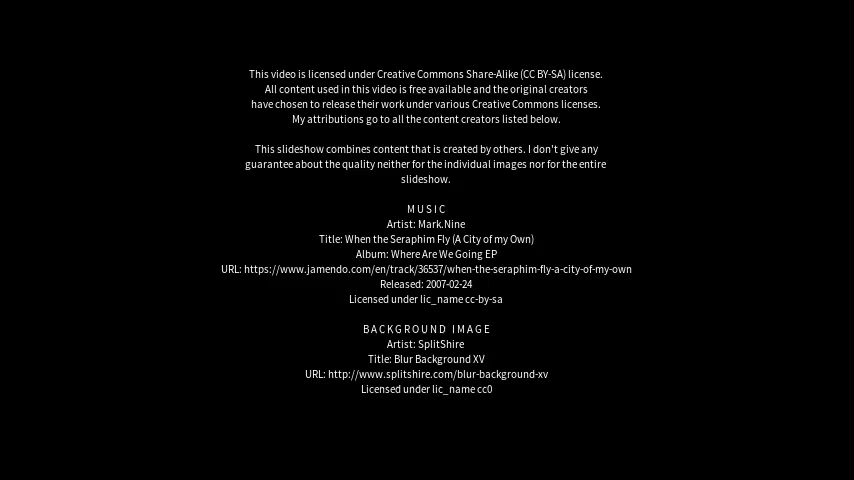 This video is licensed under Creative Commons Share-Alike (CC BY-SA) license.
All content used in this video is free available and the original creators
have chosen to release their work under various Creative Commons licenses.
My attributions go to all the content creators listed below.
This slideshow combines content that is created by others. I don't give any
guarantee about the quality neither for the individual images nor for the entire
slideshow.
MUSIC
Artist: Mark.Nine
Title: When the Seraphim Fly (A City of my Own)
Album: Where Are We Going EP
URL: https://www.jamendo.com/en/track/36537/when-the-seraphim-fly-a-city-of-my-own
Released: 2007-02-24
Licensed under lic_name cc-by-sa
BACKGROUND IMAGE
Artist: SplitShire
Title: Blur Background XV
URL: http://www.splitshire.com/blur-background-xv
Licensed under lic_name cc0